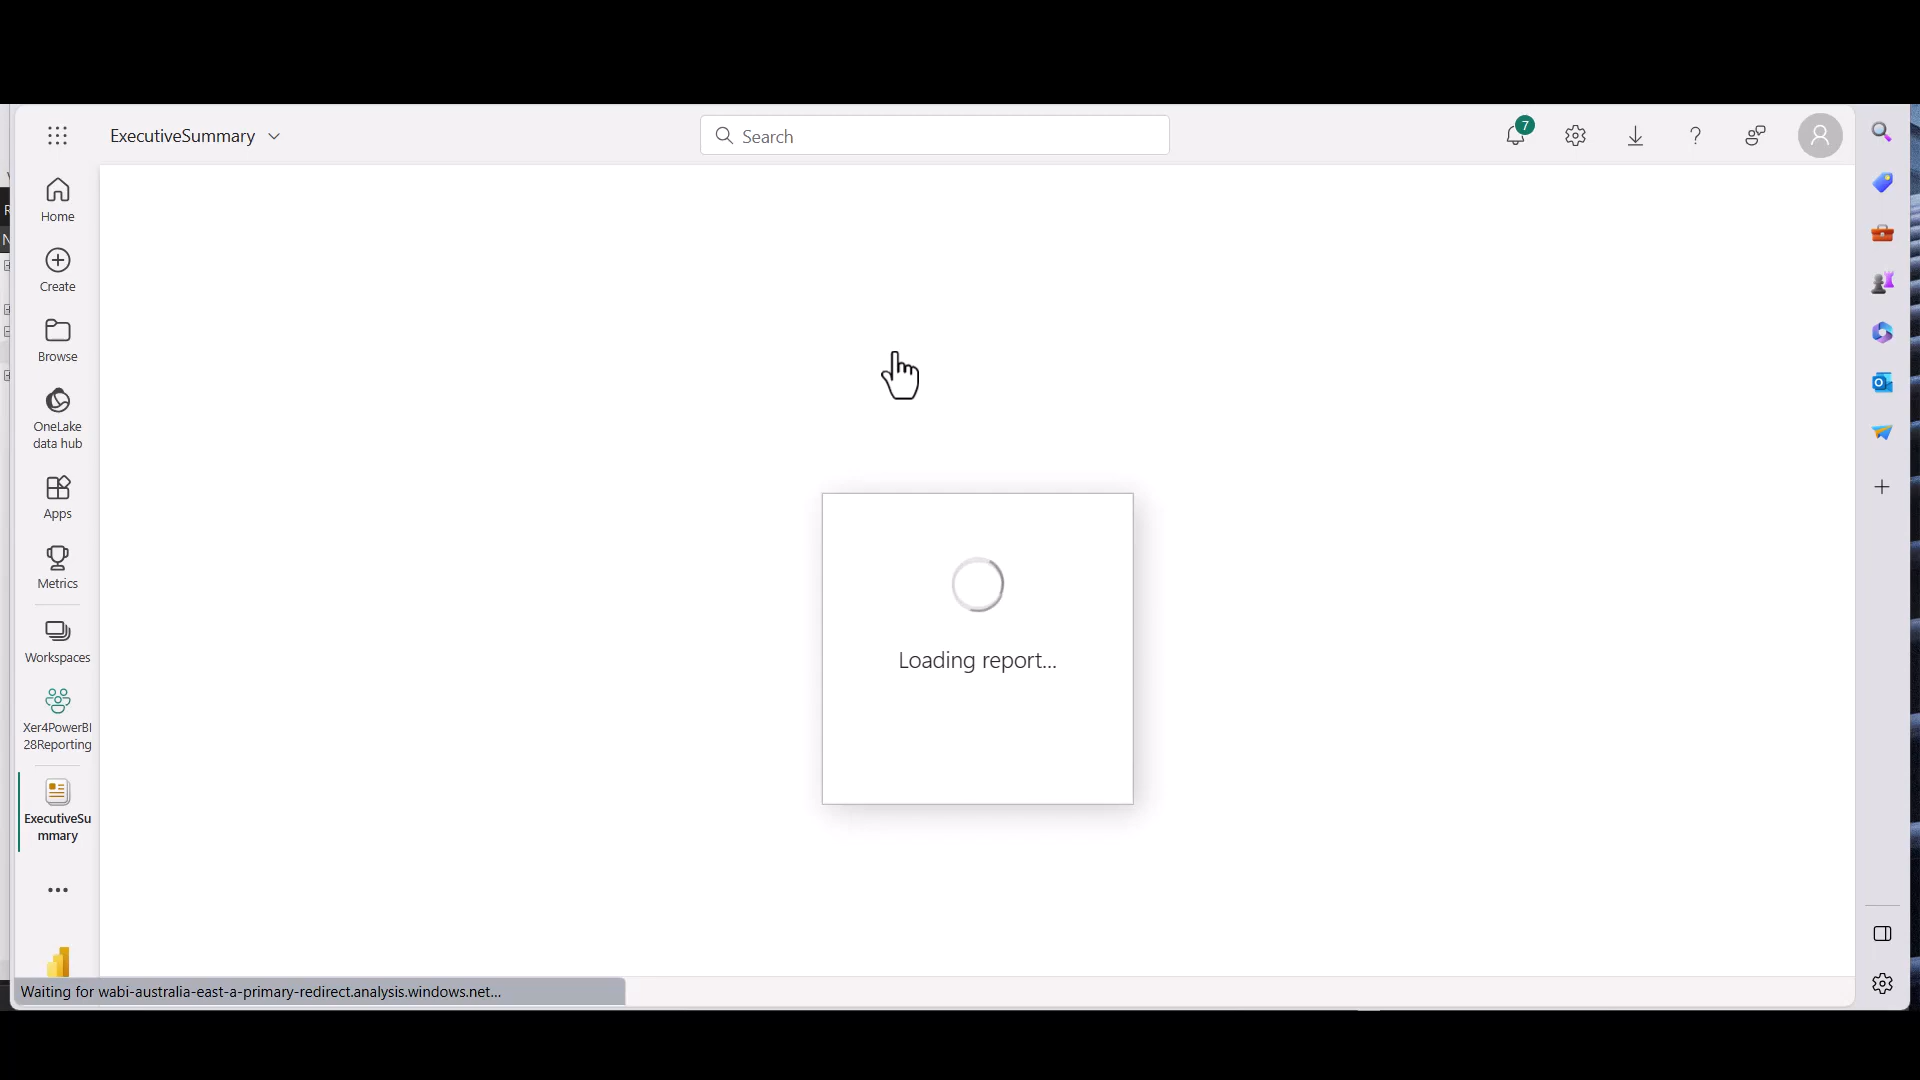 ExecutiveSummary
Search
7
Home
Create
Browse
OneLake
data hub
Apps
Metrics
Workspaces
Xer4PowerBI
28Reporting
ExecutiveSu
mmary
Loading report...
Waiting for wabi-australia-east-a-primary-redirect.analysis.windows.net...